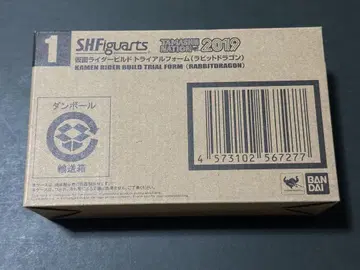 1
S.H.Figuarts
TAMASHII NATION 2019
仮面ライダービルド トライアルフォーム(ラビットドラゴン)
KAMEN RIDER BUILD TRIAL FORM (RABBITDRAGON)
ダンボール
輸送箱
4 573102 567277
BAN
DAI